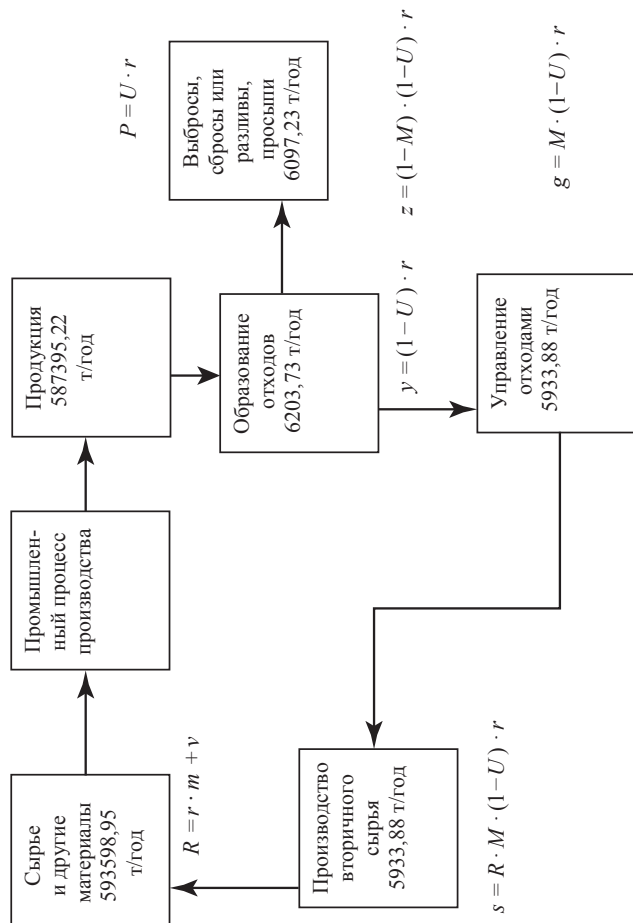 Сырье
и другие
материалы
593598,95
т/год
Промышлен-
ный процесс
производства
Продукция
587395,22
т/год
P = U · r
R = r · m + v
Образование
отходов
6203,73 т/год
Выбросы,
сбросы или
разливы,
просыпи
6097,23 т/год
Производство
вторичного
сырья
5933,88 т/год
y = (1–U) · r
z = (1–M) · (1–U) · r
s = R · M · (1–U) · r
Управление
отходами
5933,88 т/год
g = M · (1–U) · r